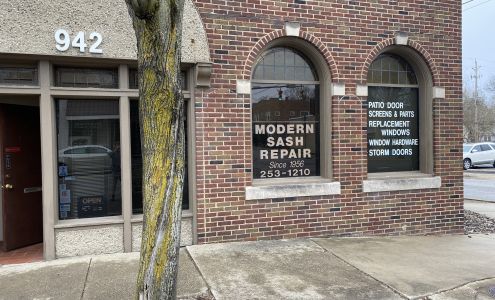 942
MODERN
SASH
REPAIR
Since 1956
253-1210
PATIO DOOR
SCREENS & PARTS
REPLACEMENT
WINDOWS
WINDOW HARDWARE
STORM DOORS
OPEN